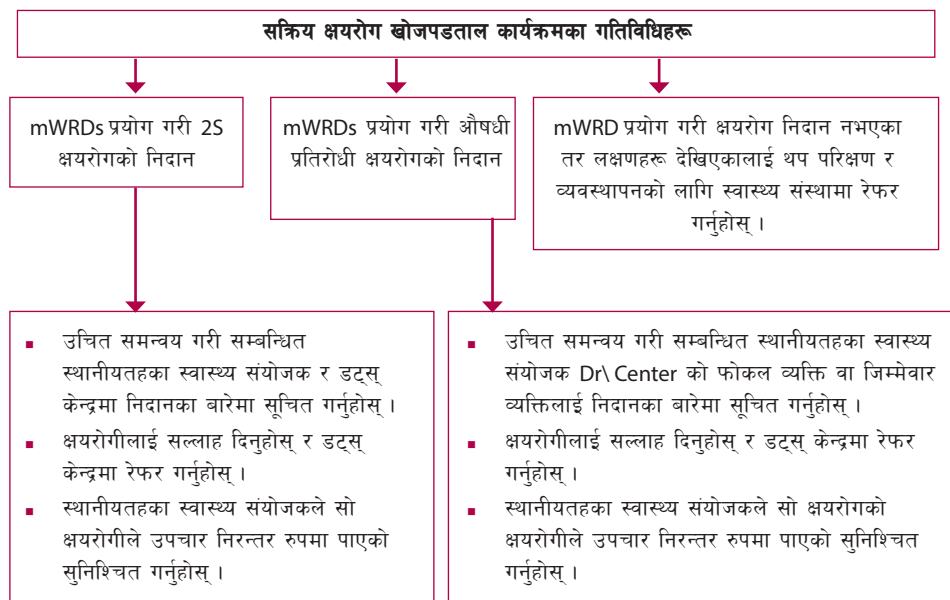 सक्रिय क्षयरोग खोजपडताल कार्यक्रमका गतिविधिहरू
mWRDs प्रयोग गरी 2S
क्षयरोगको निदान
mWRDs प्रयोग गरी औषधी
प्रतिरोधी क्षयरोगको निदान
mWRD प्रयोग गरी क्षयरोग निदान नभएका
तर लक्षणहरू देखिएकालाई थप परिक्षण र
व्यवस्थापनको लागि स्वास्थ्य संस्थामा रेफर
गर्नुहोस् ।
▪ उचित समन्वय गरी सम्बन्धित
स्थानीयतहका स्वास्थ्य संयोजक र डट्स्
केन्द्रमा निदानका बारेमा सूचित गर्नुहोस् ।
▪ क्षयरोगीलाई सल्लाह दिनुहोस् र डट्स्
केन्द्रमा रेफर गर्नुहोस् ।
▪ स्थानीयतहका स्वास्थ्य संयोजकले सो
क्षयरोगीले उपचार निरन्तर रुपमा पाएको
सुनिश्चित गर्नुहोस् ।
▪ उचित समन्वय गरी सम्बन्धित स्थानीयतहका स्वास्थ्य
संयोजक Dr\ Center को फोकल व्यक्ति वा जिम्मेवार
व्यक्तिलाई निदानका बारेमा सूचित गर्नुहोस् ।
▪ क्षयरोगीलाई सल्लाह दिनुहोस् र डट्स् केन्द्रमा रेफर
गर्नुहोस् ।
▪ स्थानीयतहका स्वास्थ्य संयोजकले सो क्षयरोगको
क्षयरोगीले उपचार निरन्तर रुपमा पाएको सुनिश्चित
गर्नुहोस् ।